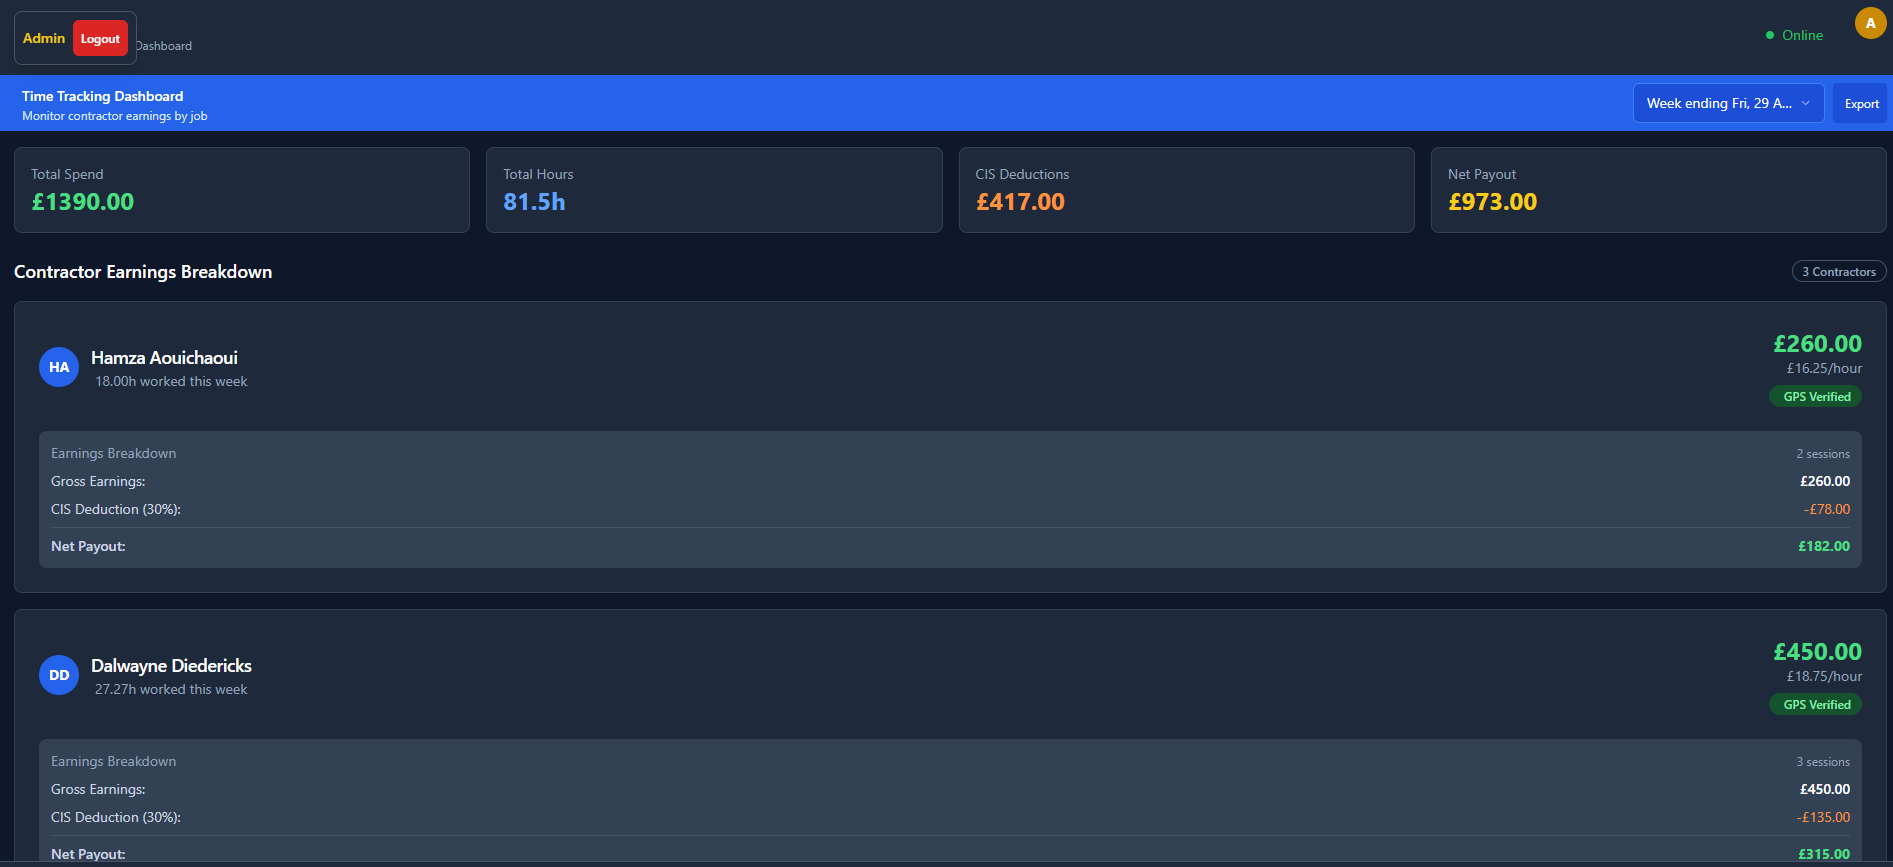 Admin
Logout
Dashboard
Online
A
Time Tracking Dashboard
Monitor contractor earnings by job
Week ending Fri, 29 A...
Export
Total Spend
£1390.00
Total Hours
81.5h
CIS Deductions
£417.00
Net Payout
£973.00
Contractor Earnings Breakdown
3 Contractors
HA
Hamza Aouichaoui
18.00h worked this week
£260.00
£16.25/hour
GPS Verified
Earnings Breakdown
2 sessions
Gross Earnings:
£260.00
CIS Deduction (30%):
-£78.00
Net Payout:
£182.00
DD
Dalwayne Diedericks
27.27h worked this week
£450.00
£18.75/hour
GPS Verified
Earnings Breakdown
3 sessions
Gross Earnings:
£450.00
CIS Deduction (30%):
-£135.00
Net Payout:
£315.00